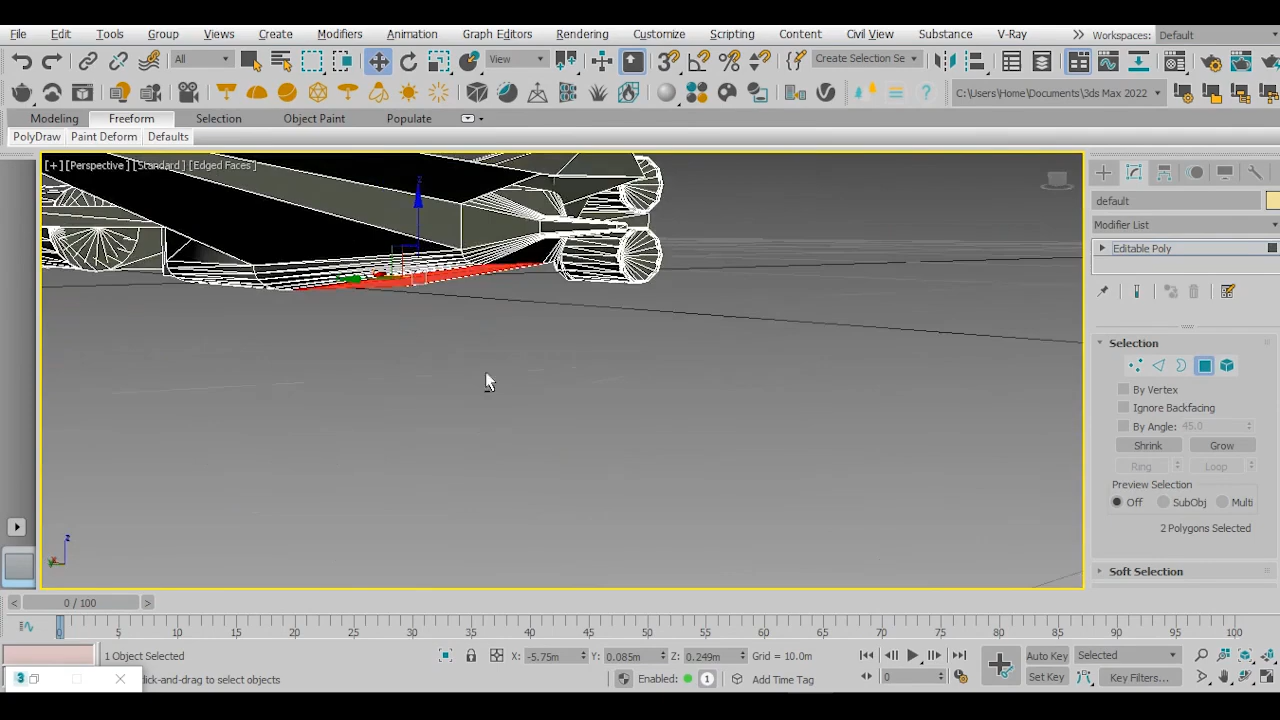 File Edit Tools Group Views Create Modifiers Animation Graph Editors Rendering Customize Scripting Content Civil View Substance V-Ray Workspaces: Default
All View Create Selection Se
C:\Users\Home\Documents\3ds Max 2022
Modeling Freeform Selection Object Paint Populate
PolyDraw Paint Deform Defaults
[+] [Perspective] [Standard] [Edged Faces]
z
default
Modifier List
Editable Poly
Selection
By Vertex
Ignore Backfacing
By Angle: 45.0
Shrink Grow
Ring Loop
Preview Selection
Off SubObj Multi
2 Polygons Selected
z
Soft Selection
0 / 100
0 5 10 15 20 25 30 35 40 45 50 55 60 65 70 75 80 85 90 95 100
1 Object Selected X: -5.75m Y: 0.085m Z: 0.249m Grid = 10.0m Auto Key Selected
3 click-and-drag to select objects Enabled: 1 Add Time Tag 0 Set Key Key Filters...